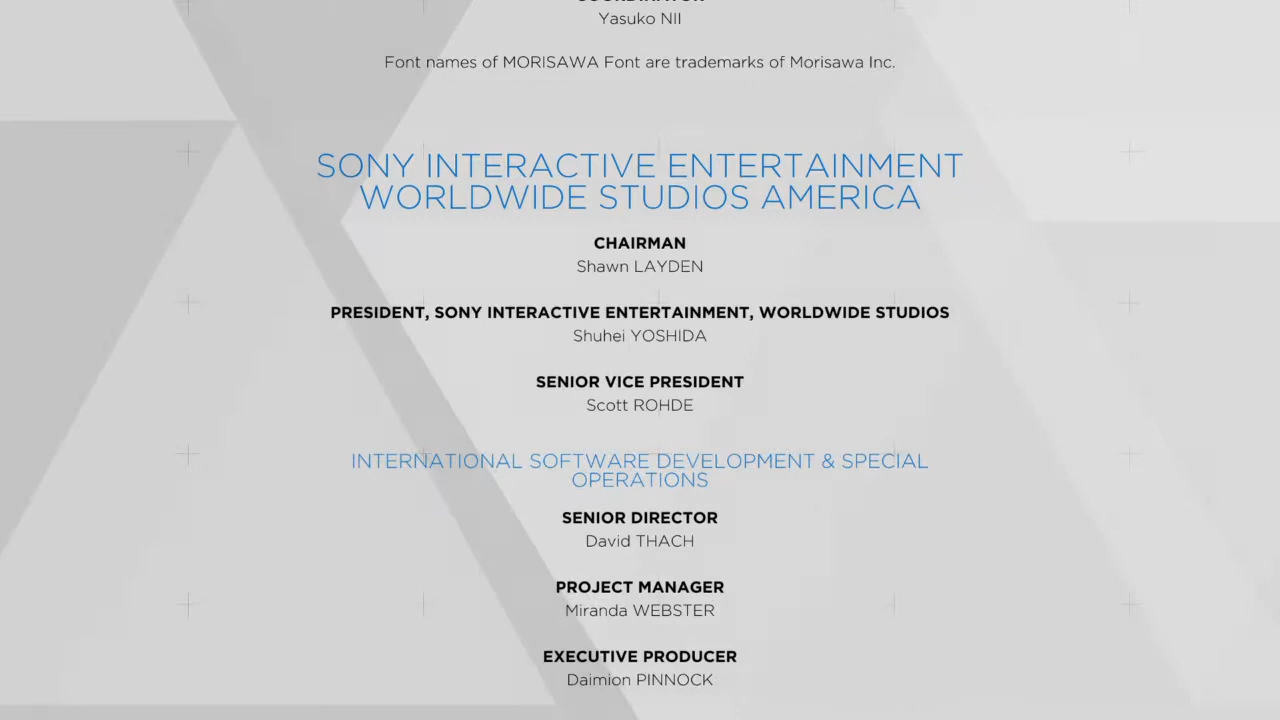 Yasuko NII
Font names of MORISAWA Font are trademarks of Morisawa Inc.
SONY INTERACTIVE ENTERTAINMENT
WORLDWIDE STUDIOS AMERICA
CHAIRMAN
Shawn LAYDEN
PRESIDENT, SONY INTERACTIVE ENTERTAINMENT, WORLDWIDE STUDIOS
Shuhei YOSHIDA
SENIOR VICE PRESIDENT
Scott ROHDE
INTERNATIONAL SOFTWARE DEVELOPMENT & SPECIAL
OPERATIONS
SENIOR DIRECTOR
David THACH
PROJECT MANAGER
Miranda WEBSTER
EXECUTIVE PRODUCER
Daimion PINNOCK